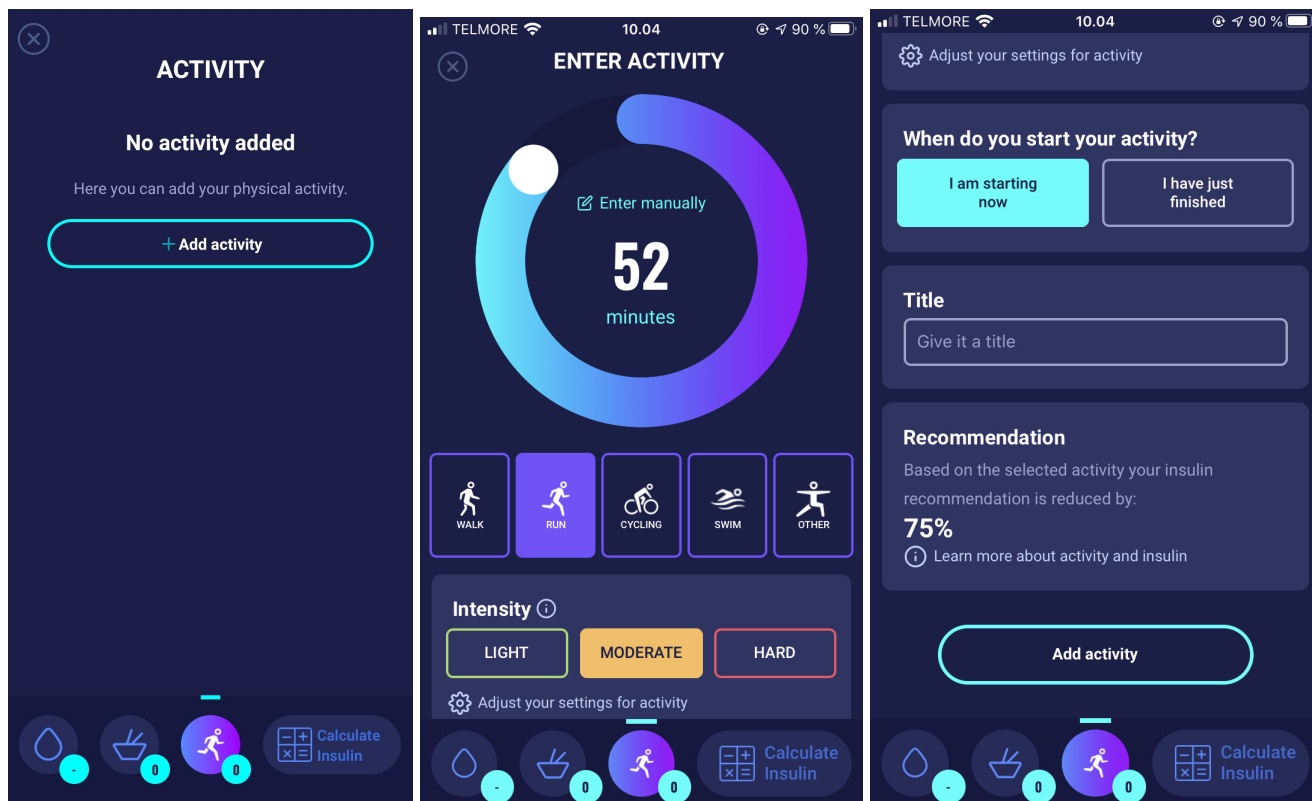 ACTIVITY
No activity added
Here you can add your physical activity.
+ Add activity
-
0
0
Calculate
Insulin
TELMORE
10.04
90 %
ENTER ACTIVITY
Enter manually
52
minutes
WALK
RUN
CYCLING
SWIM
OTHER
Intensity
LIGHT
MODERATE
HARD
Adjust your settings for activity
-
0
0
Calculate
Insulin
TELMORE
10.04
90 %
Adjust your settings for activity
When do you start your activity?
I am starting
now
I have just
finished
Title
Give it a title
Recommendation
Based on the selected activity your insulin
recommendation is reduced by:
75%
Learn more about activity and insulin
Add activity
-
0
0
Calculate
Insulin